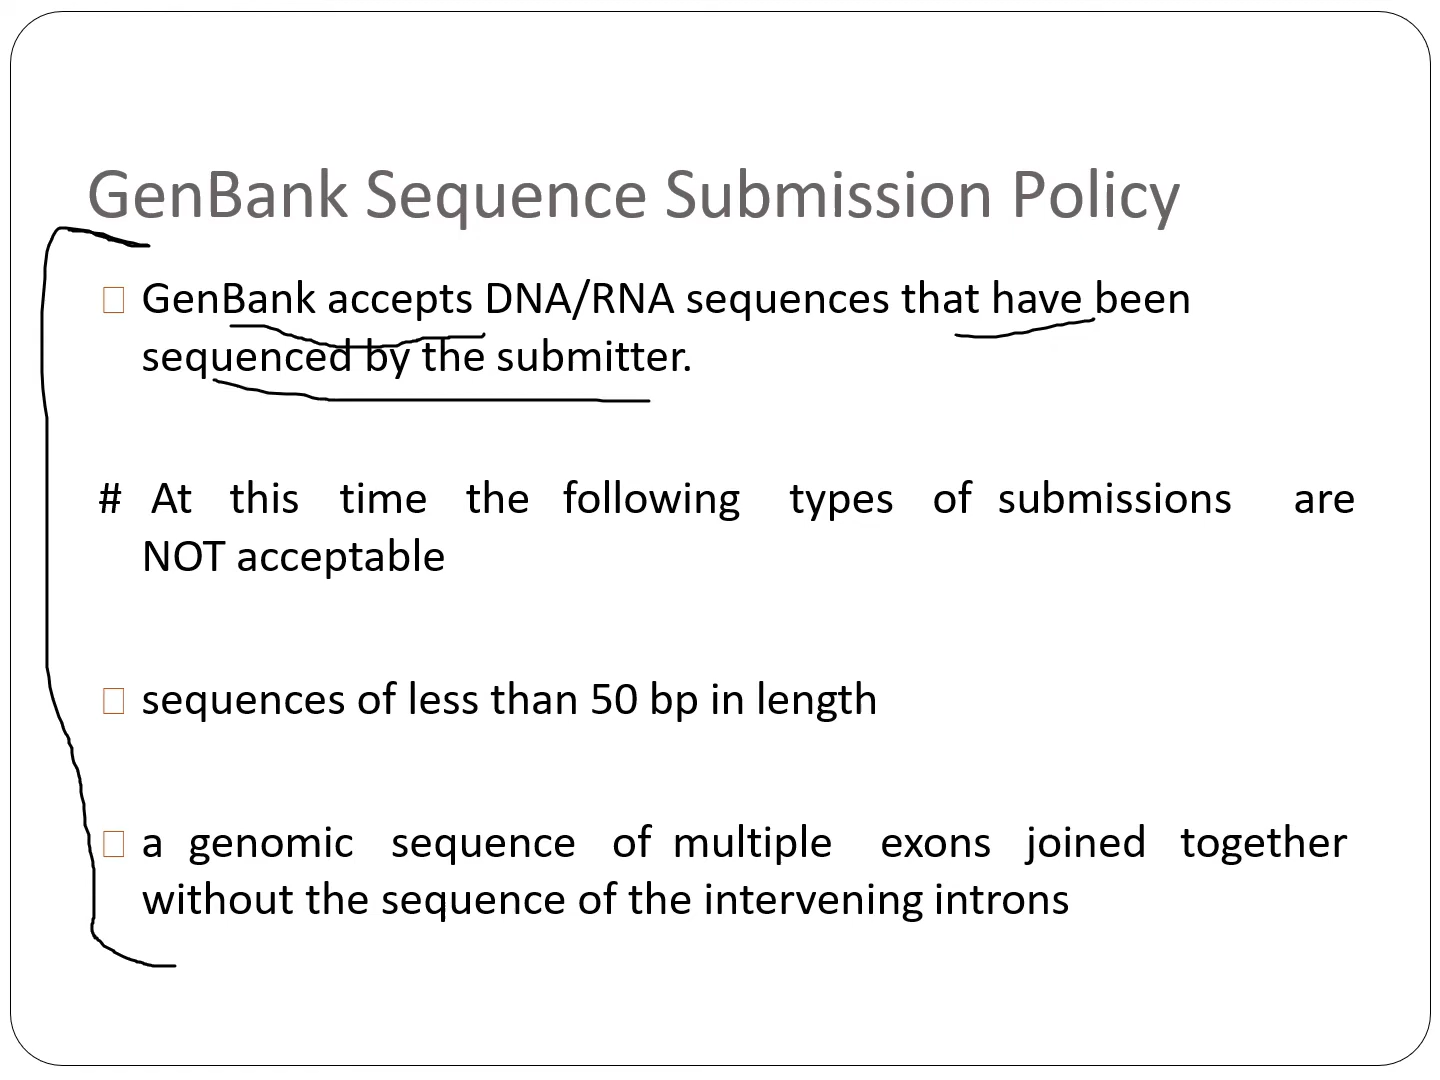 GenBank Sequence Submission Policy
GenBank accepts DNA/RNA sequences that have been
sequenced by the submitter.
# At this time the following types of submissions are
NOT acceptable
sequences of less than 50 bp in length
a genomic sequence of multiple exons joined together
without the sequence of the intervening introns